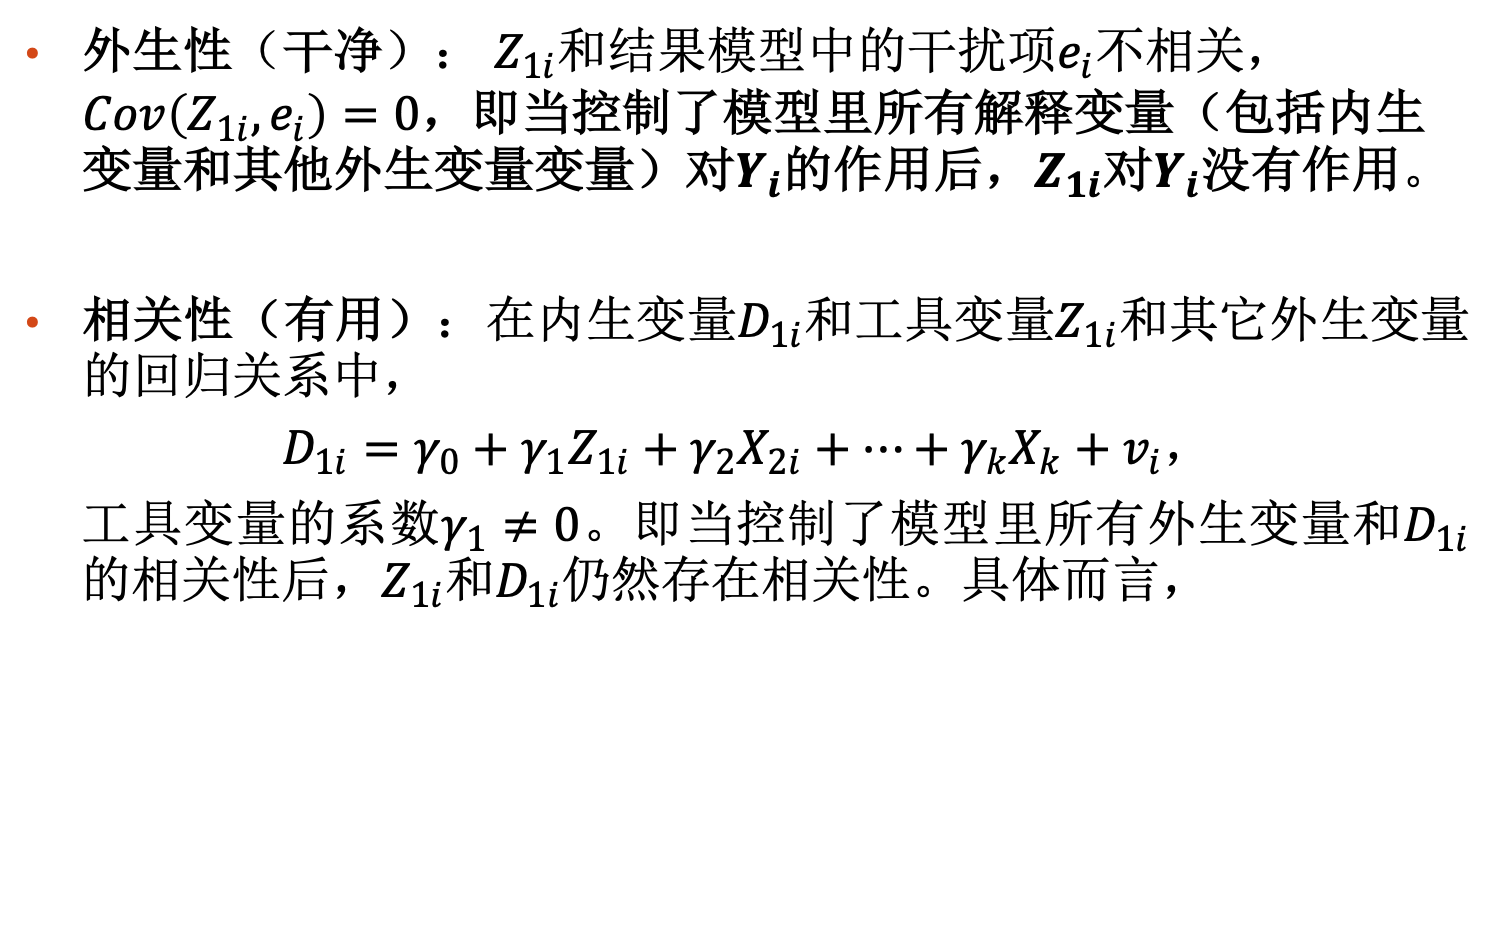 • 外生性（干净）： Z₁ᵢ和结果模型中的干扰项eᵢ不相关，
Cov(Z₁ᵢ, eᵢ) = 0，即当控制了模型里所有解释变量（包括内生
变量和其他外生变量变量）对Yᵢ的作用后，Z₁ᵢ对Yᵢ没有作用。
• 相关性（有用）：在内生变量D₁ᵢ和工具变量Z₁ᵢ和其它外生变量
的回归关系中，
D₁ᵢ = γ₀ + γ₁Z₁ᵢ + γ₂X₂ᵢ + ⋯ + γₖXₖ + vᵢ，
工具变量的系数γ₁ ≠ 0。即当控制了模型里所有外生变量和D₁ᵢ
的相关性后，Z₁ᵢ和D₁ᵢ仍然存在相关性。具体而言，